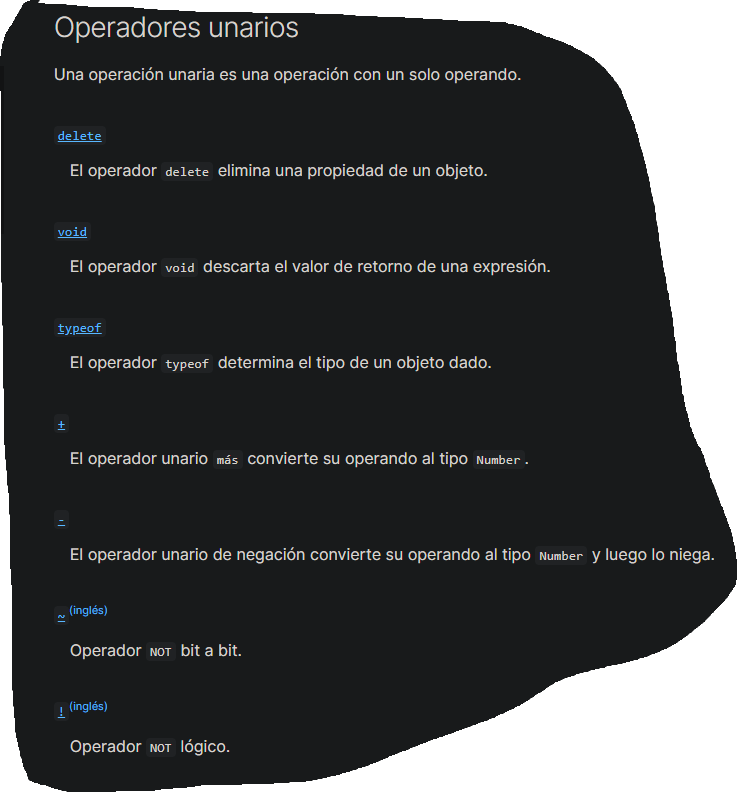 Operadores unarios
Una operación unaria es una operación con un solo operando.
delete
El operador delete elimina una propiedad de un objeto.
void
El operador void descarta el valor de retorno de una expresión.
typeof
El operador typeof determina el tipo de un objeto dado.
+
El operador unario más convierte su operando al tipo Number.
-
El operador unario de negación convierte su operando al tipo Number y luego lo niega.
~ (inglés)
Operador NOT bit a bit.
! (inglés)
Operador NOT lógico.